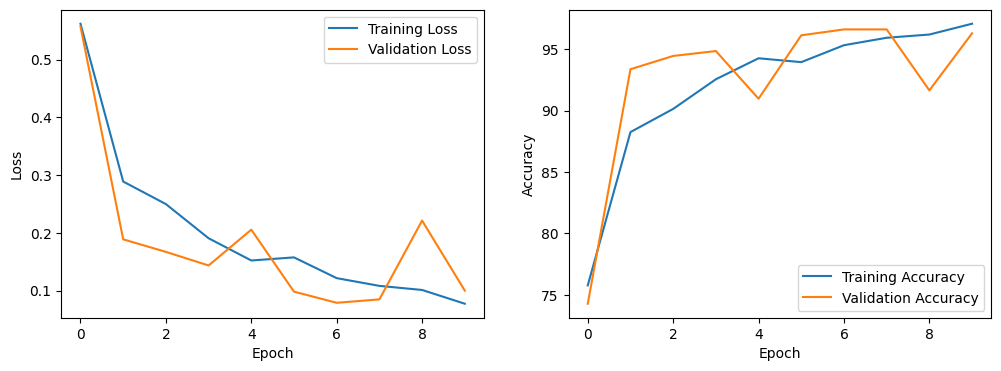 Training Loss
Validation Loss
Loss
0.5
0.4
0.3
0.2
0.1
0 2 4 6 8
Epoch
Accuracy
95
90
85
80
75
Training Accuracy
Validation Accuracy
0 2 4 6 8
Epoch